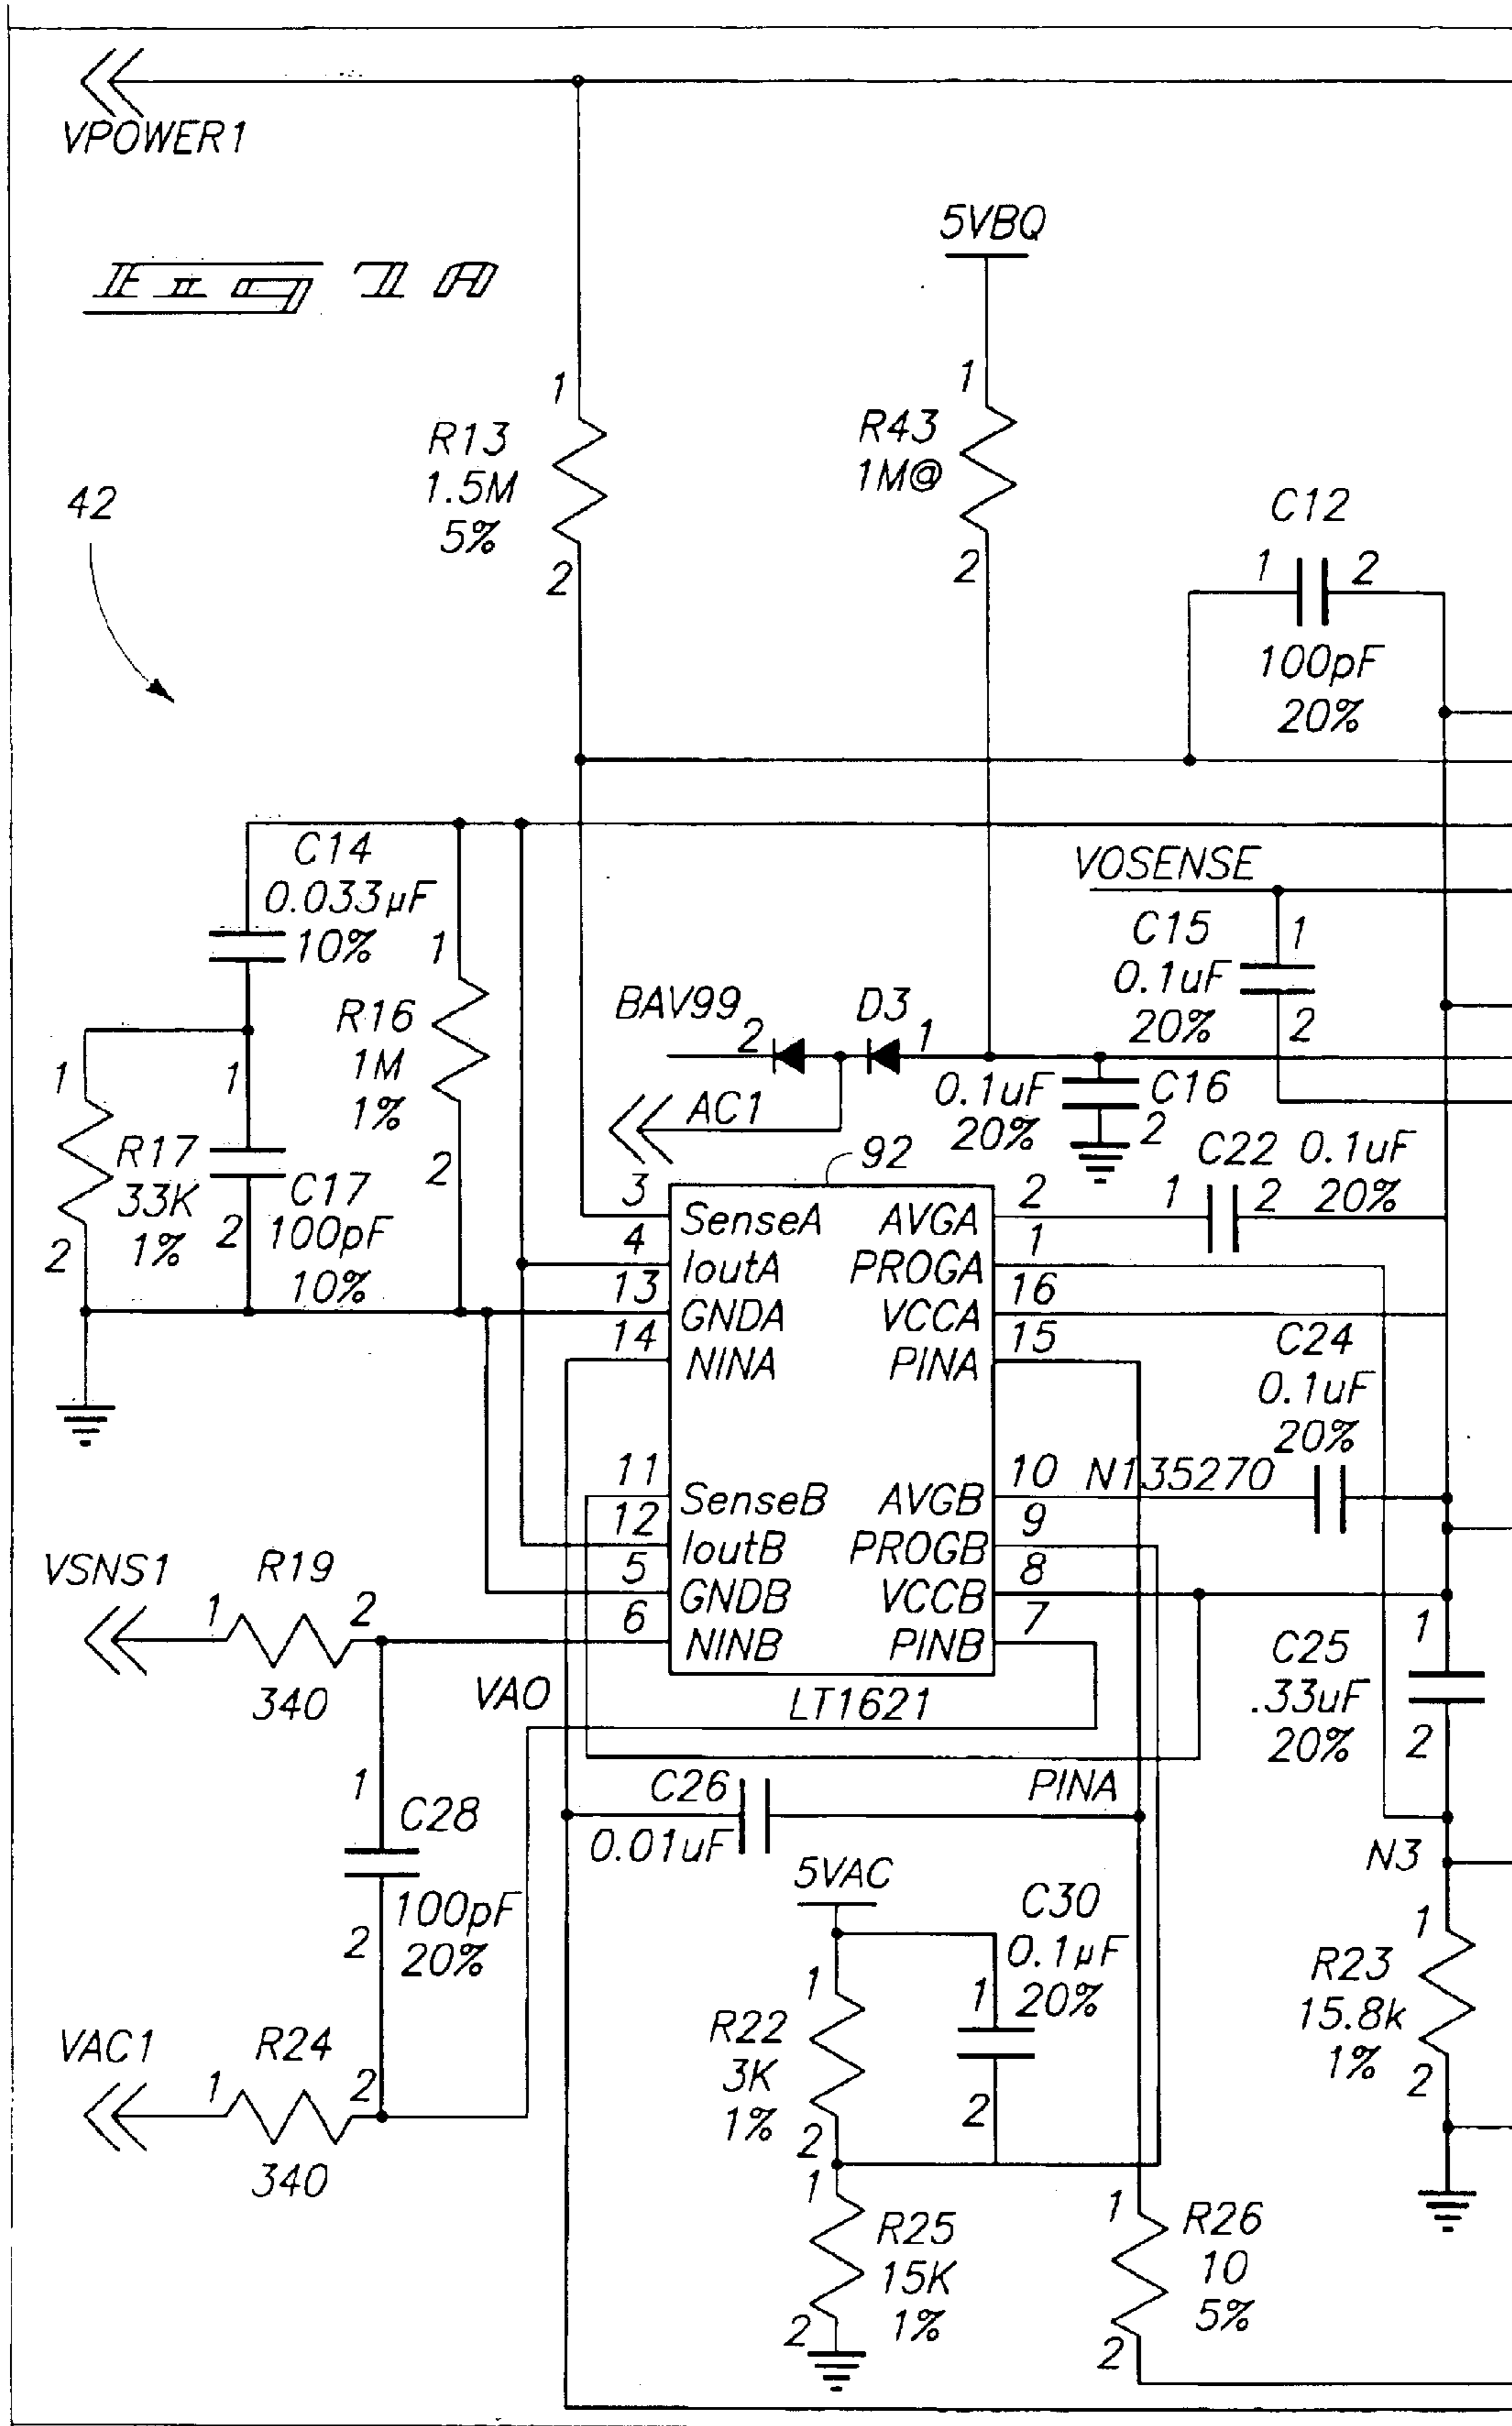 VPOWER1
Fig 7A
5VBQ
1
R13
1.5M
5%
2
1
R43
1M@
2
42
C12
1
2
100pF
20%
C14
0.033µF
10%
1
R16
1M
1%
2
1
R17
33K
1%
2
1
C17
100pF
10%
2
VOSENSE
C15
0.1uF
20%
1
2
BAV99
2
D3
1
AC1
0.1uF
20%
C16
2
92
C22
0.1uF
20%
1
2
3
SenseA
AVGA
2
4
IoutA
PROGA
1
13
GNDA
VCCA
16
14
NINA
PINA
15
C24
0.1uF
20%
11
SenseB
AVGB
10
N135270
12
IoutB
PROGB
9
5
GNDB
VCCB
8
6
NINB
PINB
7
LT1621
VSNS1
R19
1
2
340
VAO
C25
.33uF
20%
1
2
C26
0.01uF
PINA
1
C28
100pF
20%
2
5VAC
C30
0.1µF
20%
1
2
N3
1
R22
3K
1%
2
1
R23
15.8k
1%
2
VAC1
R24
1
2
340
1
R25
15K
1%
2
1
R26
10
5%
2